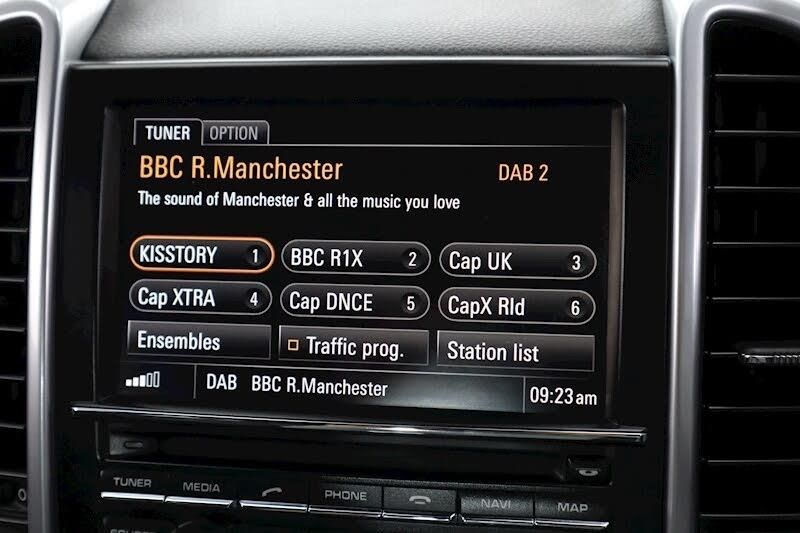 TUNER OPTION
BBC R.Manchester DAB 2
The sound of Manchester & all the music you love
KISSTORY 1 BBC R1X 2 Cap UK 3
Cap XTRA 4 Cap DNCE 5 CapX Rld 6
Ensembles Traffic prog. Station list
DAB BBC R.Manchester 09:23 am
TUNER MEDIA PHONE NAVI MAP